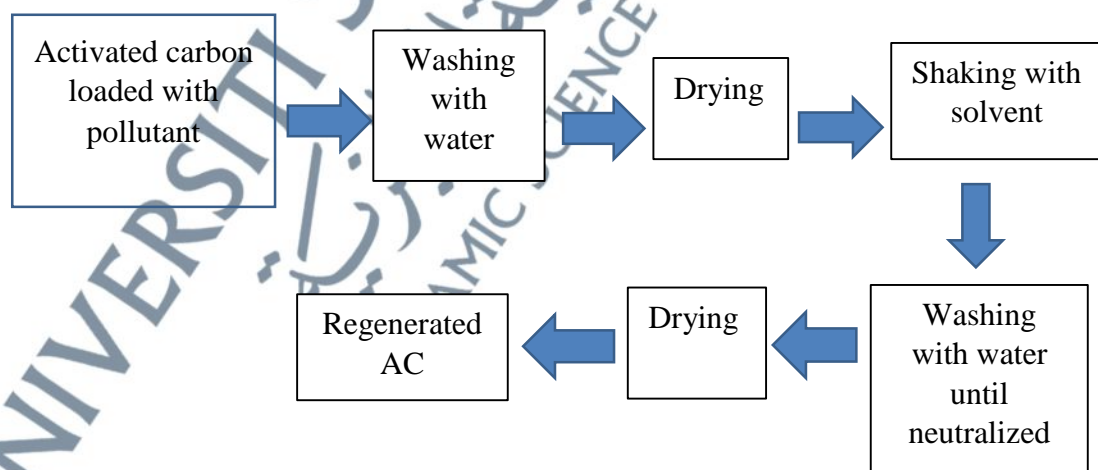 Activated carbon
loaded with
pollutant
Washing
with
water
Drying
Shaking with
solvent
Washing
with water
until
neutralized
Drying
Regenerated
AC